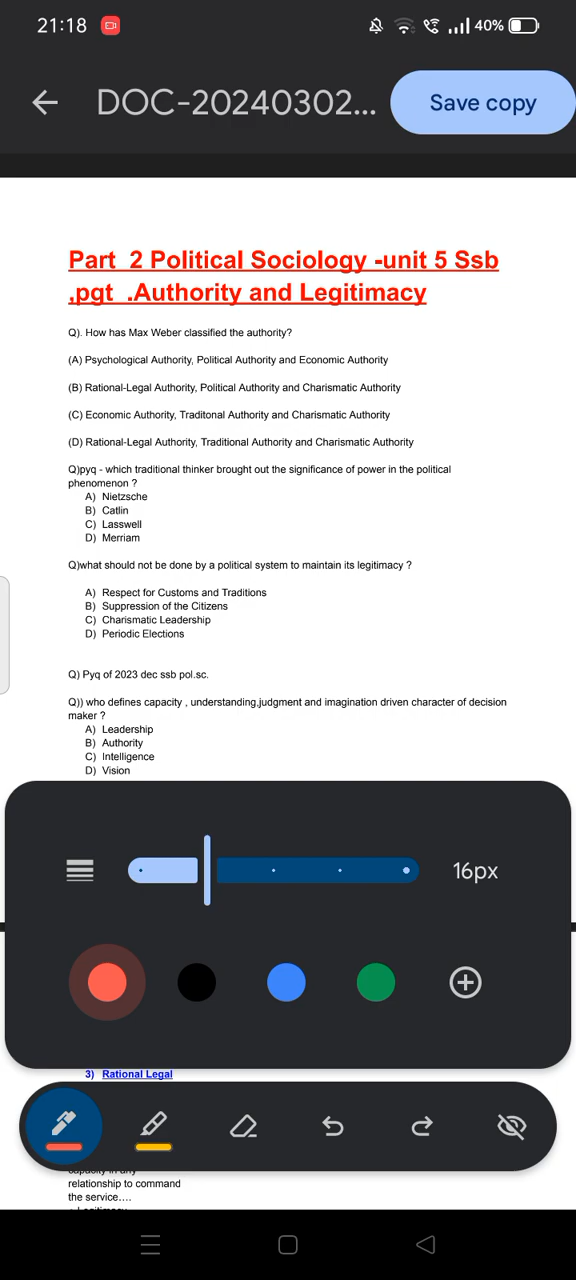 21:18
40%
DOC-20240302...
Save copy
Part 2 Political Sociology -unit 5 Ssb
,pgt .Authority and Legitimacy
Q). How has Max Weber classified the authority?
(A) Psychological Authority, Political Authority and Economic Authority
(B) Rational-Legal Authority, Political Authority and Charismatic Authority
(C) Economic Authority, Traditonal Authority and Charismatic Authority
(D) Rational-Legal Authority, Traditional Authority and Charismatic Authority
Q)pyq - which traditional thinker brought out the significance of power in the political
phenomenon ?
A) Nietzsche
B) Catlin
C) Lasswell
D) Merriam
Q)what should not be done by a political system to maintain its legitimacy ?
A) Respect for Customs and Traditions
B) Suppression of the Citizens
C) Charismatic Leadership
D) Periodic Elections
Q) Pyq of 2023 dec ssb pol.sc.
Q)) who defines capacity , understanding,judgment and imagination driven character of decision
maker ?
A) Leadership
B) Authority
C) Intelligence
D) Vision
16px
3) Rational Legal
capacity in any
relationship to command
the service....